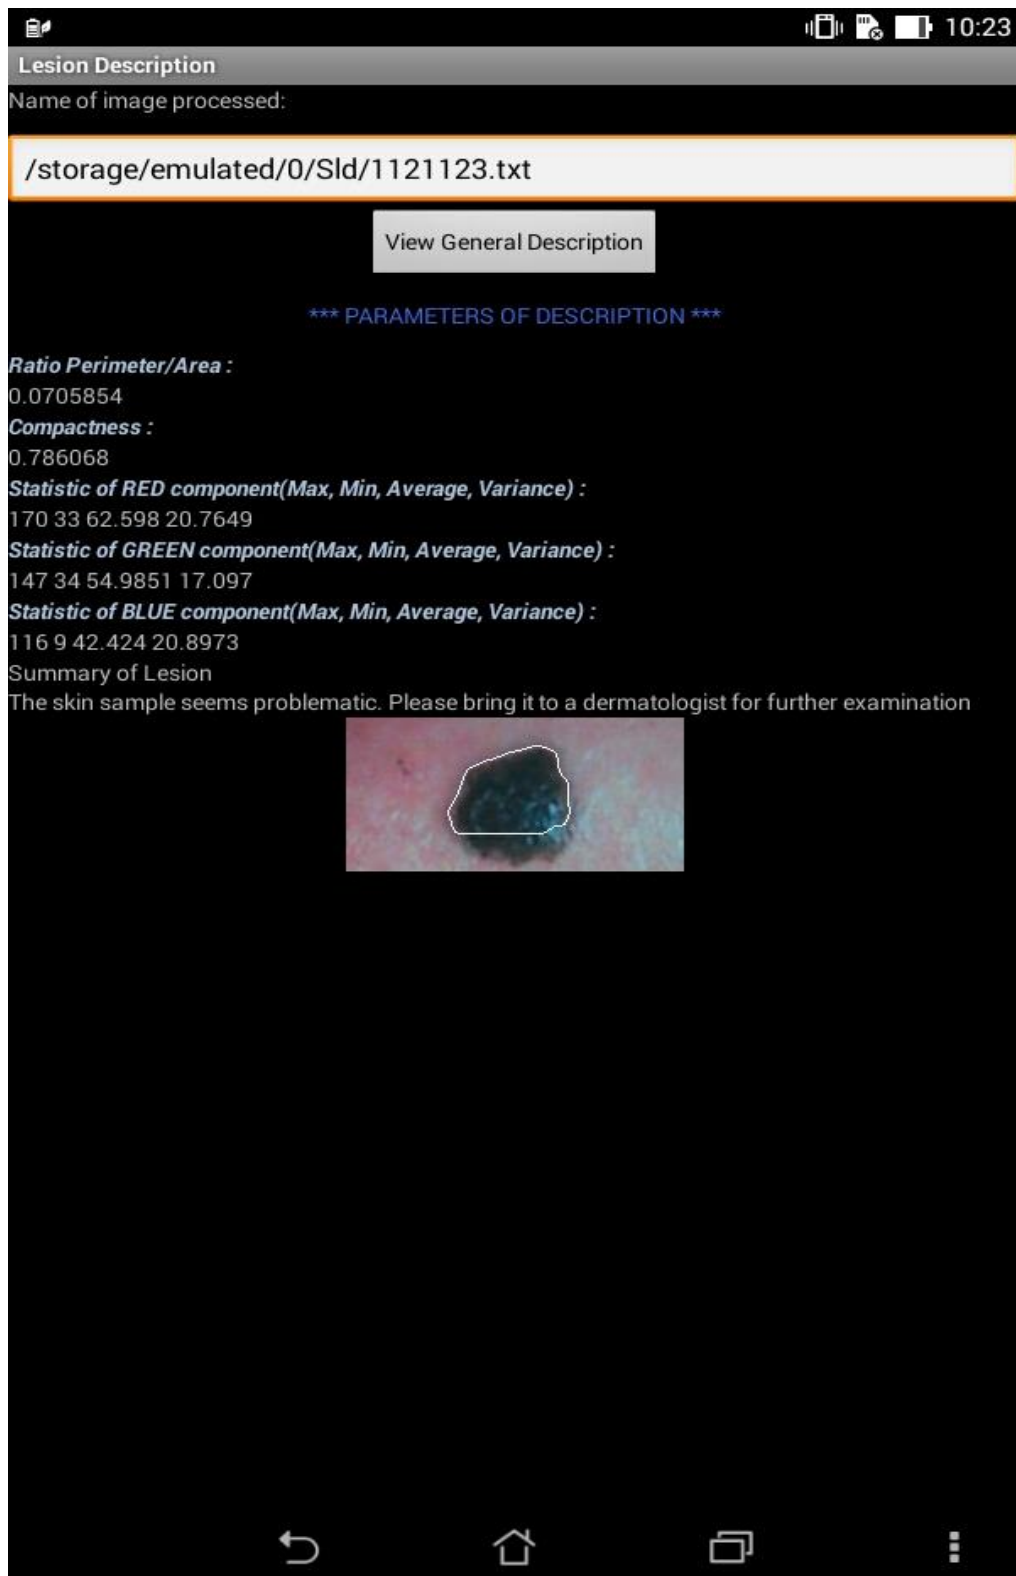 10:23
Lesion Description
Name of image processed:
/storage/emulated/0/Sld/1121123.txt
View General Description
*** PARAMETERS OF DESCRIPTION ***
Ratio Perimeter/Area :
0.0705854
Compactness :
0.786068
Statistic of RED component(Max, Min, Average, Variance) :
170 33 62.598 20.7649
Statistic of GREEN component(Max, Min, Average, Variance) :
147 34 54.9851 17.097
Statistic of BLUE component(Max, Min, Average, Variance) :
116 9 42.424 20.8973
Summary of Lesion
The skin sample seems problematic. Please bring it to a dermatologist for further examination